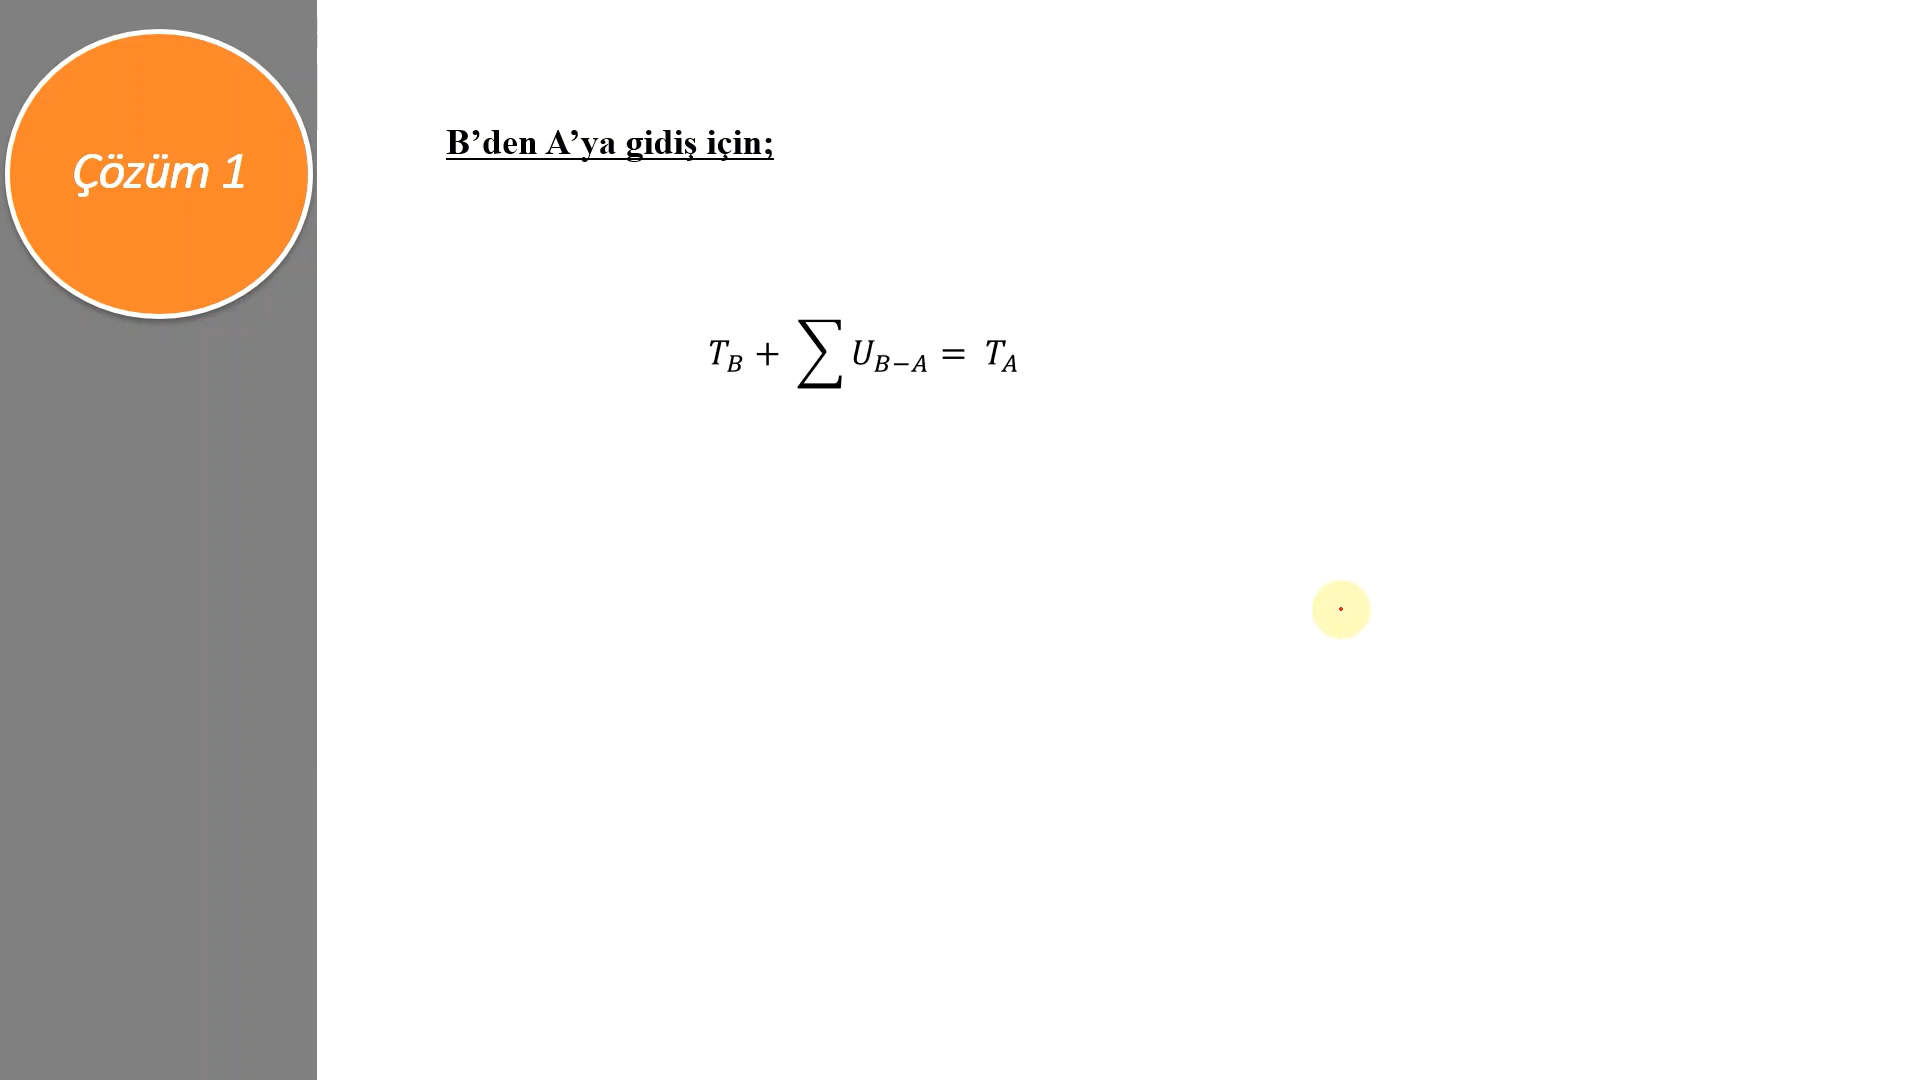 Çözüm 1
B’den A’ya gidiş için;
T_B + ∑ U_{B−A} = T_A